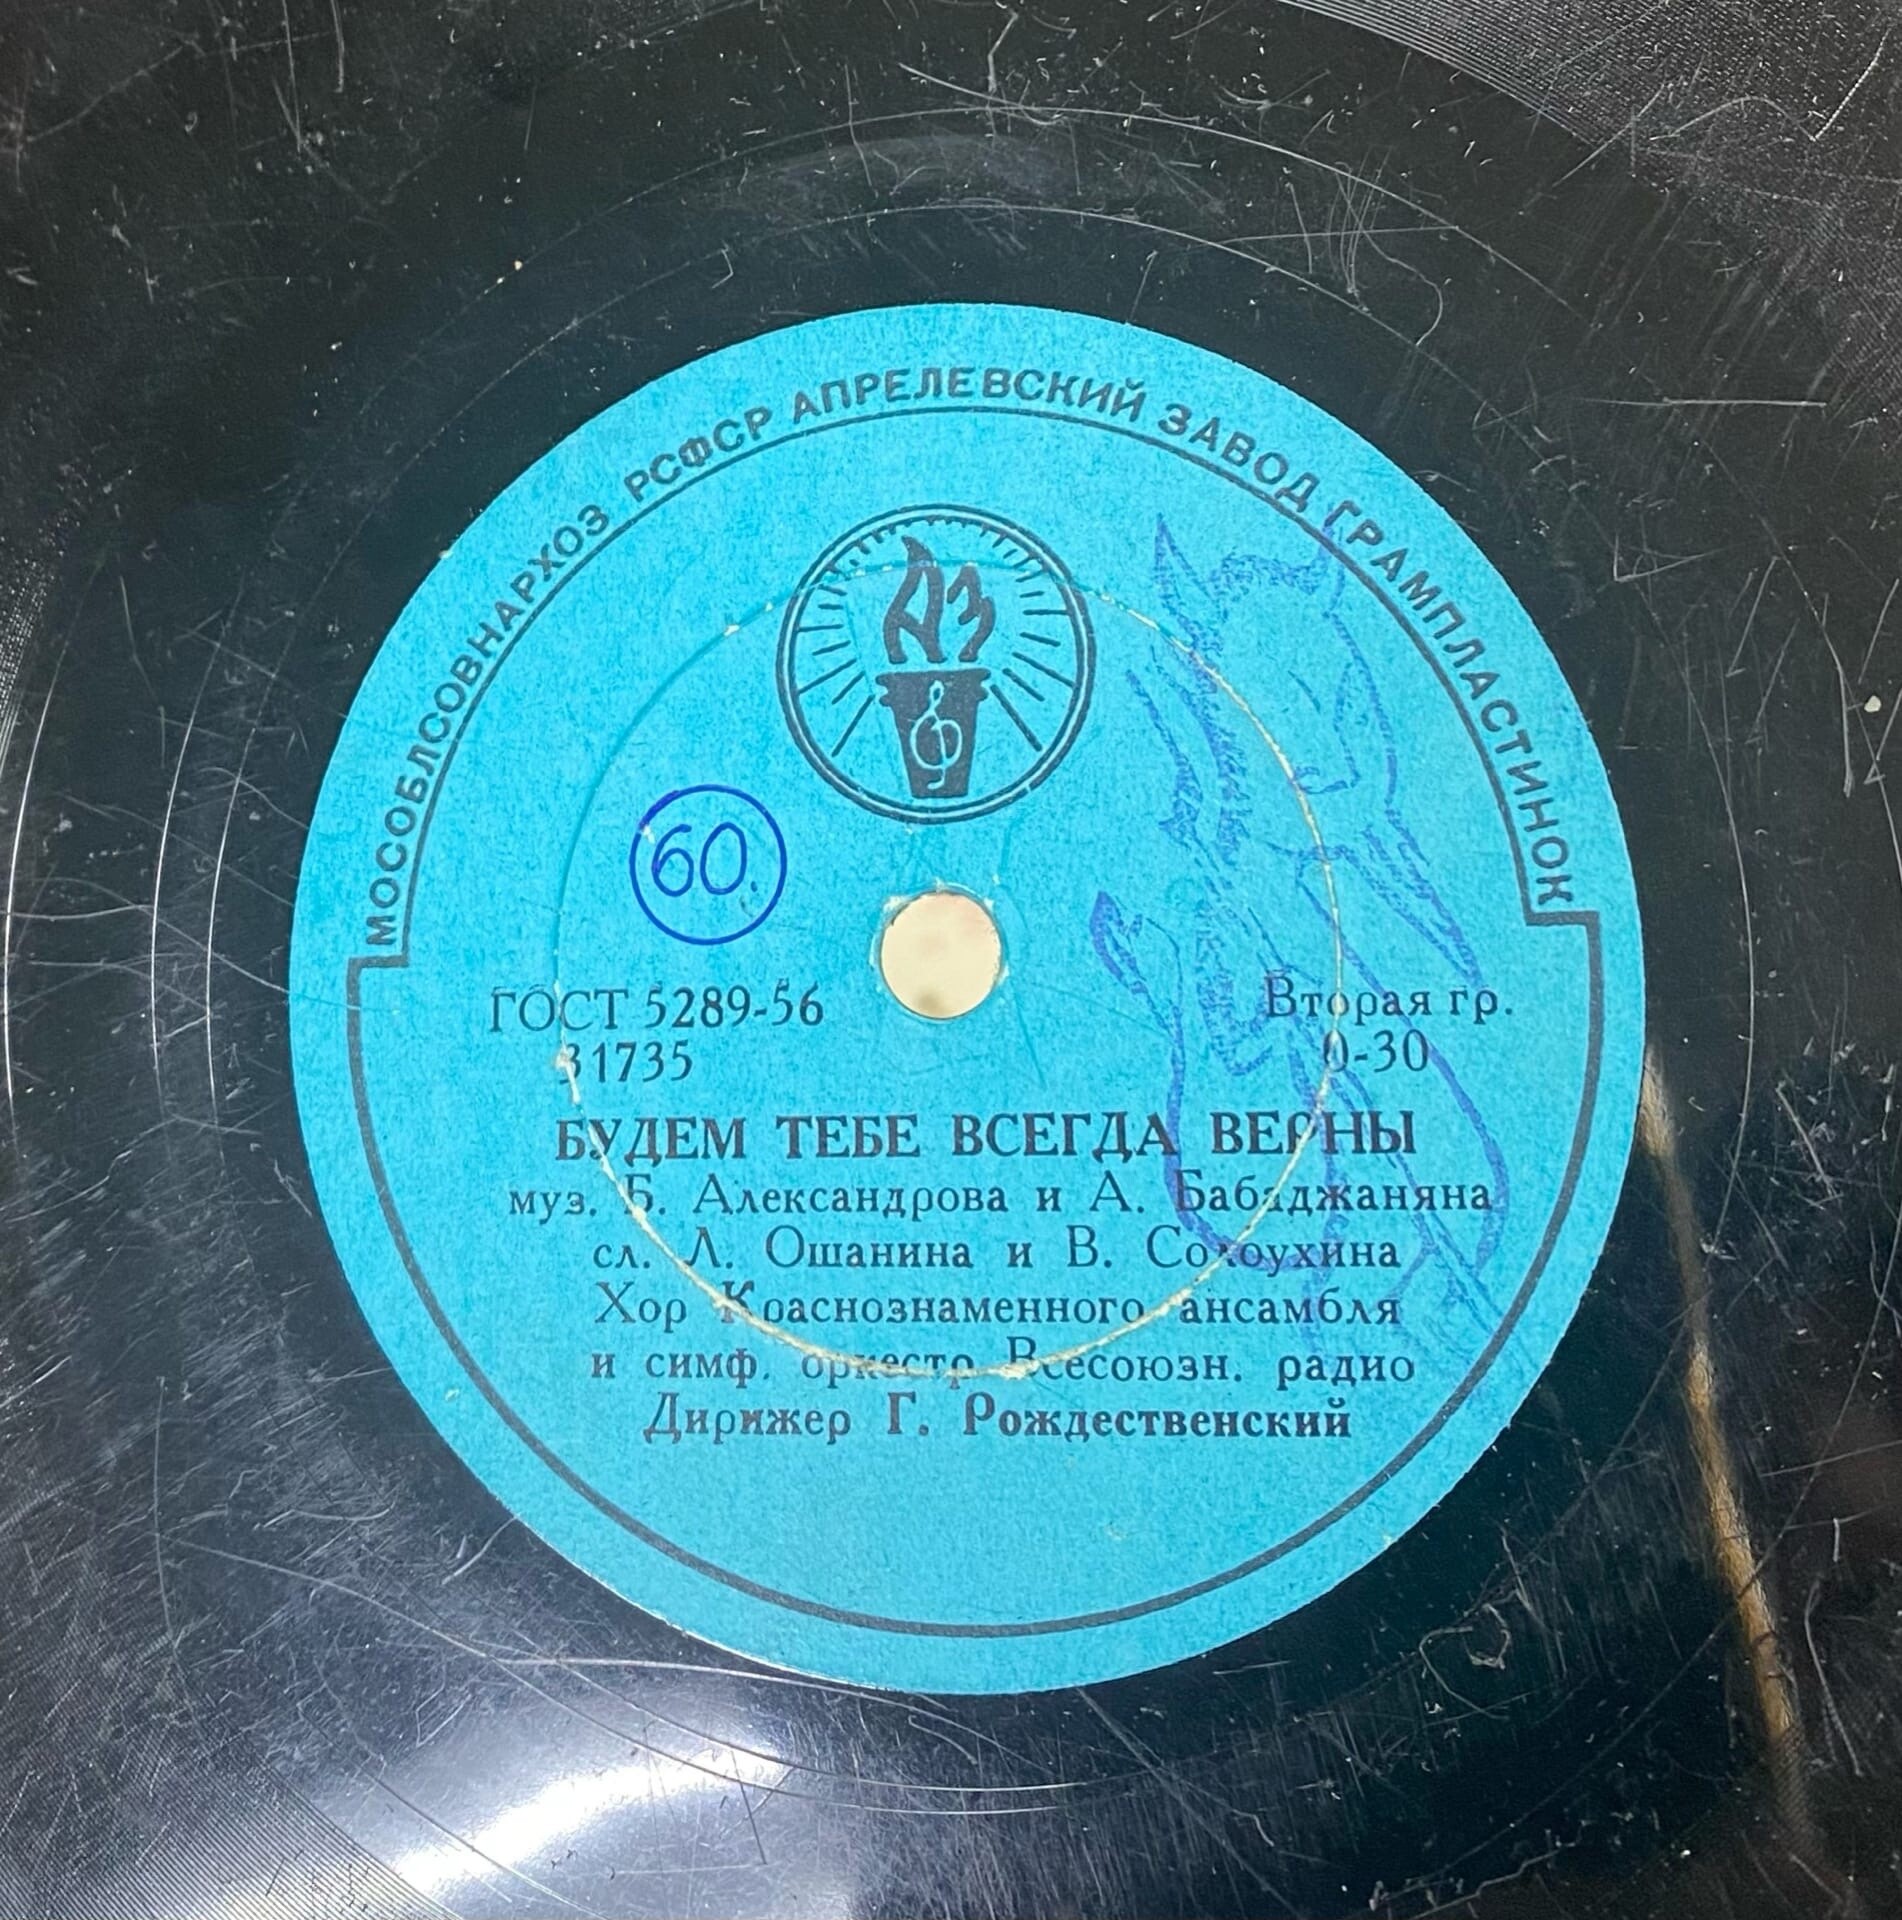 МОСОБЛСОВНАРХОЗ РСФСР АПРЕЛЕВСКИЙ ЗАВОД ГРАМПЛАСТИНОК
АЗ
60.
ГОСТ 5289-56 Вторая гр.
31735 0-30
БУДЕМ ТЕБЕ ВСЕГДА ВЕРНЫ
муз. Б. Александрова и А. Бабаджаняна
сл. Л. Ошанина и В. Солоухина
Хор Краснознаменного ансамбля
и симф. оркестр Всесоюзн. радио
Дирижер Г. Рождественский